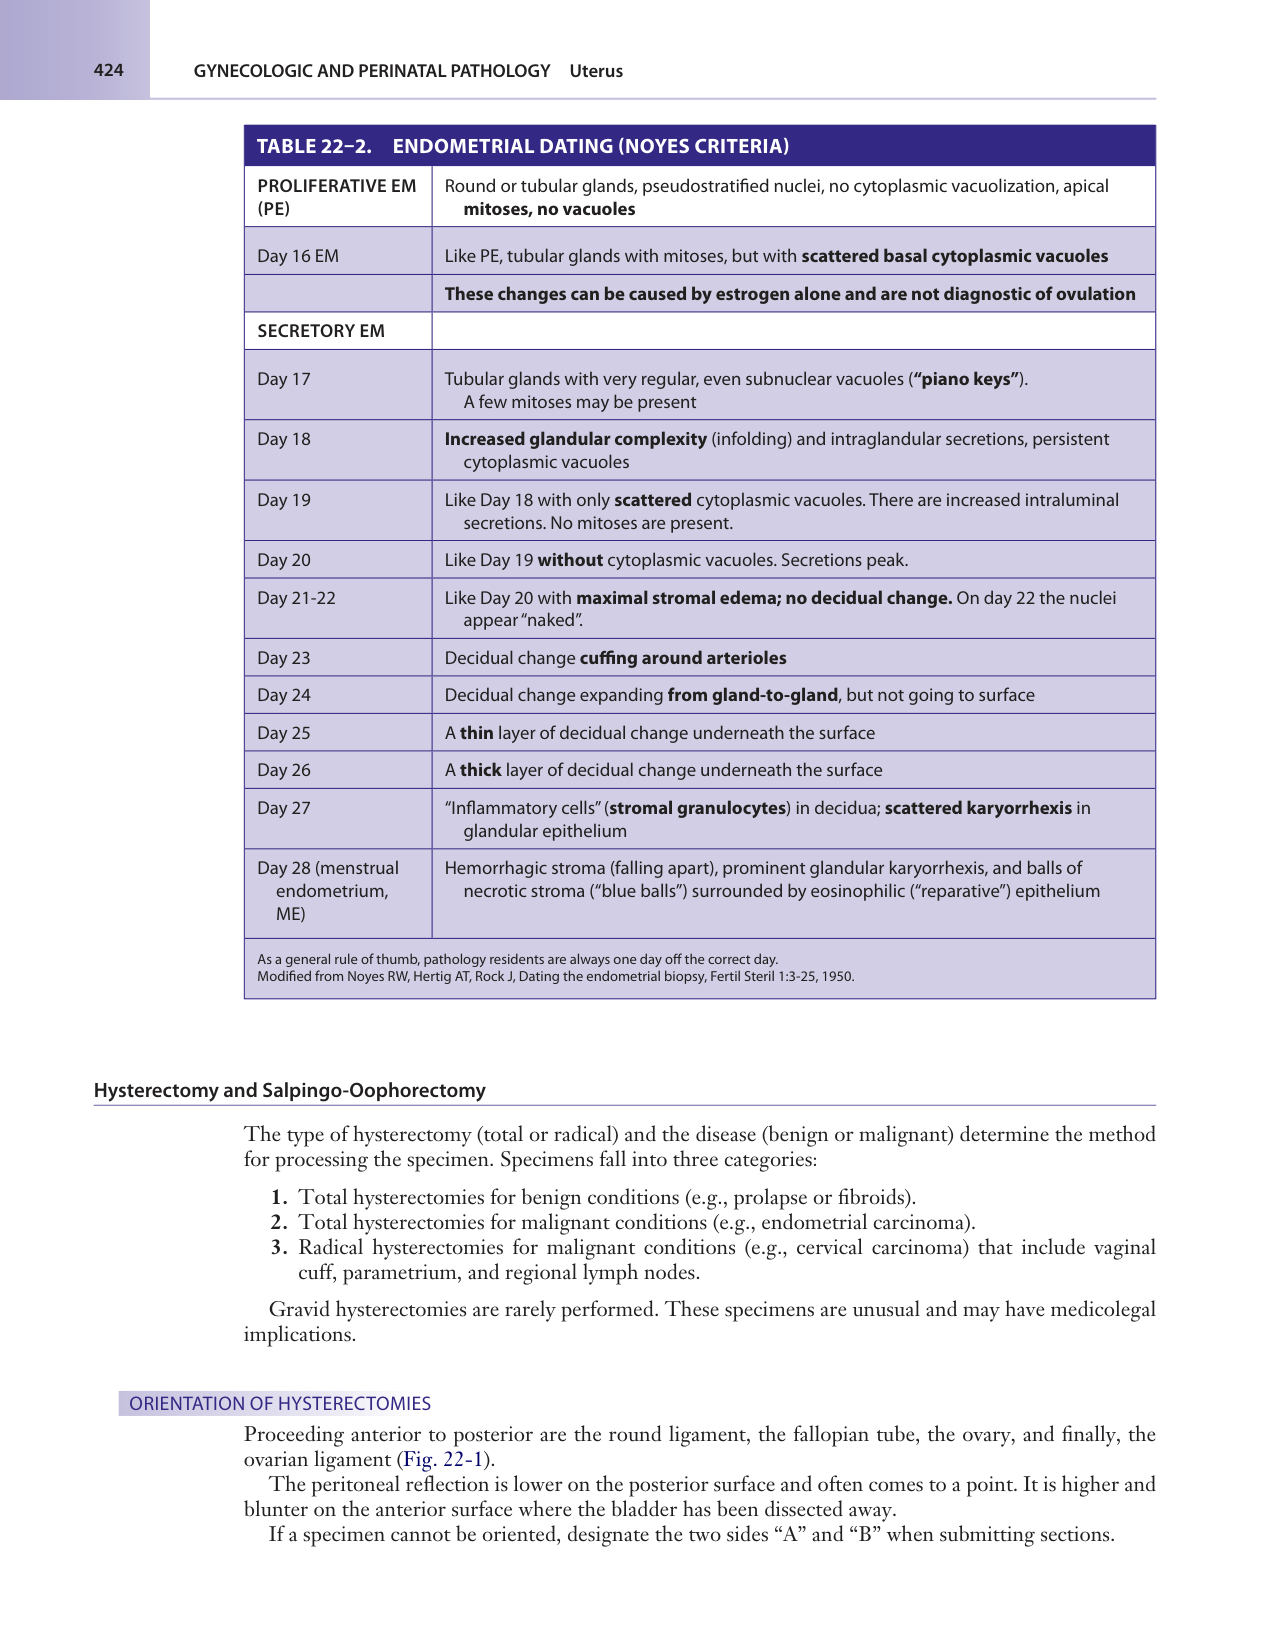 424
GYNECOLOGIC AND PERINATAL PATHOLOGY Uterus
TABLE 22–2. ENDOMETRIAL DATING (NOYES CRITERIA)
PROLIFERATIVE EM
(PE)
Round or tubular glands, pseudostratified nuclei, no cytoplasmic vacuolization, apical
mitoses, no vacuoles
Day 16 EM
Like PE, tubular glands with mitoses, but with scattered basal cytoplasmic vacuoles
These changes can be caused by estrogen alone and are not diagnostic of ovulation
SECRETORY EM
Day 17
Tubular glands with very regular, even subnuclear vacuoles (“piano keys”).
A few mitoses may be present
Day 18
Increased glandular complexity (infolding) and intraglandular secretions, persistent
cytoplasmic vacuoles
Day 19
Like Day 18 with only scattered cytoplasmic vacuoles. There are increased intraluminal
secretions. No mitoses are present.
Day 20
Like Day 19 without cytoplasmic vacuoles. Secretions peak.
Day 21-22
Like Day 20 with maximal stromal edema; no decidual change. On day 22 the nuclei
appear “naked”.
Day 23
Decidual change cuffing around arterioles
Day 24
Decidual change expanding from gland-to-gland, but not going to surface
Day 25
A thin layer of decidual change underneath the surface
Day 26
A thick layer of decidual change underneath the surface
Day 27
“Inflammatory cells” (stromal granulocytes) in decidua; scattered karyorrhexis in
glandular epithelium
Day 28 (menstrual
endometrium,
ME)
Hemorrhagic stroma (falling apart), prominent glandular karyorrhexis, and balls of
necrotic stroma (“blue balls”) surrounded by eosinophilic (“reparative”) epithelium
As a general rule of thumb, pathology residents are always one day off the correct day.
Modified from Noyes RW, Hertig AT, Rock J, Dating the endometrial biopsy, Fertil Steril 1:3-25, 1950.
Hysterectomy and Salpingo-Oophorectomy
The type of hysterectomy (total or radical) and the disease (benign or malignant) determine the method
for processing the specimen. Specimens fall into three categories:
1. Total hysterectomies for benign conditions (e.g., prolapse or fibroids).
2. Total hysterectomies for malignant conditions (e.g., endometrial carcinoma).
3. Radical hysterectomies for malignant conditions (e.g., cervical carcinoma) that include vaginal
cuff, parametrium, and regional lymph nodes.
Gravid hysterectomies are rarely performed. These specimens are unusual and may have medicolegal
implications.
ORIENTATION OF HYSTERECTOMIES
Proceeding anterior to posterior are the round ligament, the fallopian tube, the ovary, and finally, the
ovarian ligament (Fig. 22-1).
The peritoneal reflection is lower on the posterior surface and often comes to a point. It is higher and
blunter on the anterior surface where the bladder has been dissected away.
If a specimen cannot be oriented, designate the two sides “A” and “B” when submitting sections.